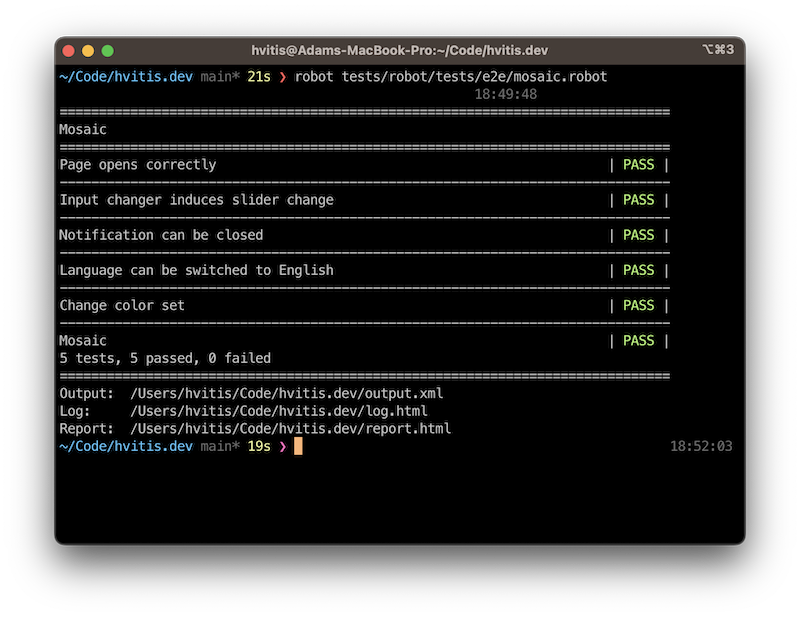 hvitis@Adams-MacBook-Pro:~/Code/hvitis.dev ⌥⌘3
~/Code/hvitis.dev main* 21s ❯ robot tests/robot/tests/e2e/mosaic.robot
18:49:48
==============================================================================
Mosaic
==============================================================================
Page opens correctly | PASS |
------------------------------------------------------------------------------
Input changer induces slider change | PASS |
------------------------------------------------------------------------------
Notification can be closed | PASS |
------------------------------------------------------------------------------
Language can be switched to English | PASS |
------------------------------------------------------------------------------
Change color set | PASS |
------------------------------------------------------------------------------
Mosaic | PASS |
5 tests, 5 passed, 0 failed
==============================================================================
Output:  /Users/hvitis/Code/hvitis.dev/output.xml
Log:     /Users/hvitis/Code/hvitis.dev/log.html
Report:  /Users/hvitis/Code/hvitis.dev/report.html
~/Code/hvitis.dev main* 19s ❯ 18:52:03